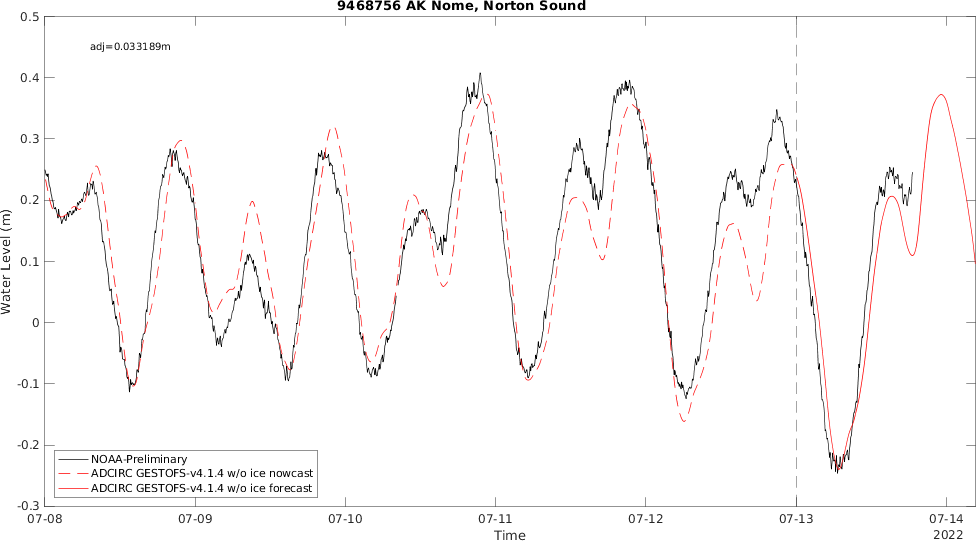 9468756 AK Nome, Norton Sound
0.5
adj=0.033189m
0.4
0.3
0.2
0.1
0
-0.1
-0.2
-0.3
Water Level (m)
NOAA-Preliminary
ADCIRC GESTOFS-v4.1.4 w/o ice nowcast
ADCIRC GESTOFS-v4.1.4 w/o ice forecast
07-08 07-09 07-10 07-11 07-12 07-13 07-14
Time
2022